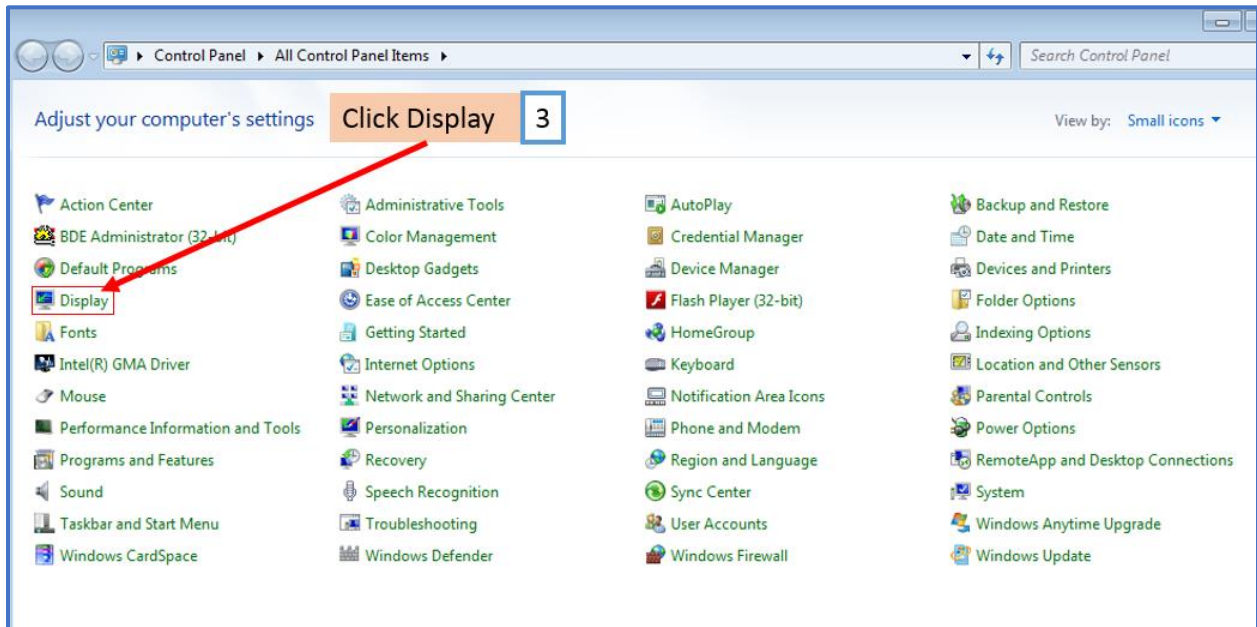 Control Panel All Control Panel Items Search Control Panel
Adjust your computer's settings Click Display 3 View by: Small icons
Action Center Administrative Tools AutoPlay Backup and Restore
BDE Administrator (32-bit) Color Management Credential Manager Date and Time
Default Programs Desktop Gadgets Device Manager Devices and Printers
Display Ease of Access Center Flash Player (32-bit) Folder Options
Fonts Getting Started HomeGroup Indexing Options
Intel(R) GMA Driver Internet Options Keyboard Location and Other Sensors
Mouse Network and Sharing Center Notification Area Icons Parental Controls
Performance Information and Tools Personalization Phone and Modem Power Options
Programs and Features Recovery Region and Language RemoteApp and Desktop Connections
Sound Speech Recognition Sync Center System
Taskbar and Start Menu Troubleshooting User Accounts Windows Anytime Upgrade
Windows CardSpace Windows Defender Windows Firewall Windows Update